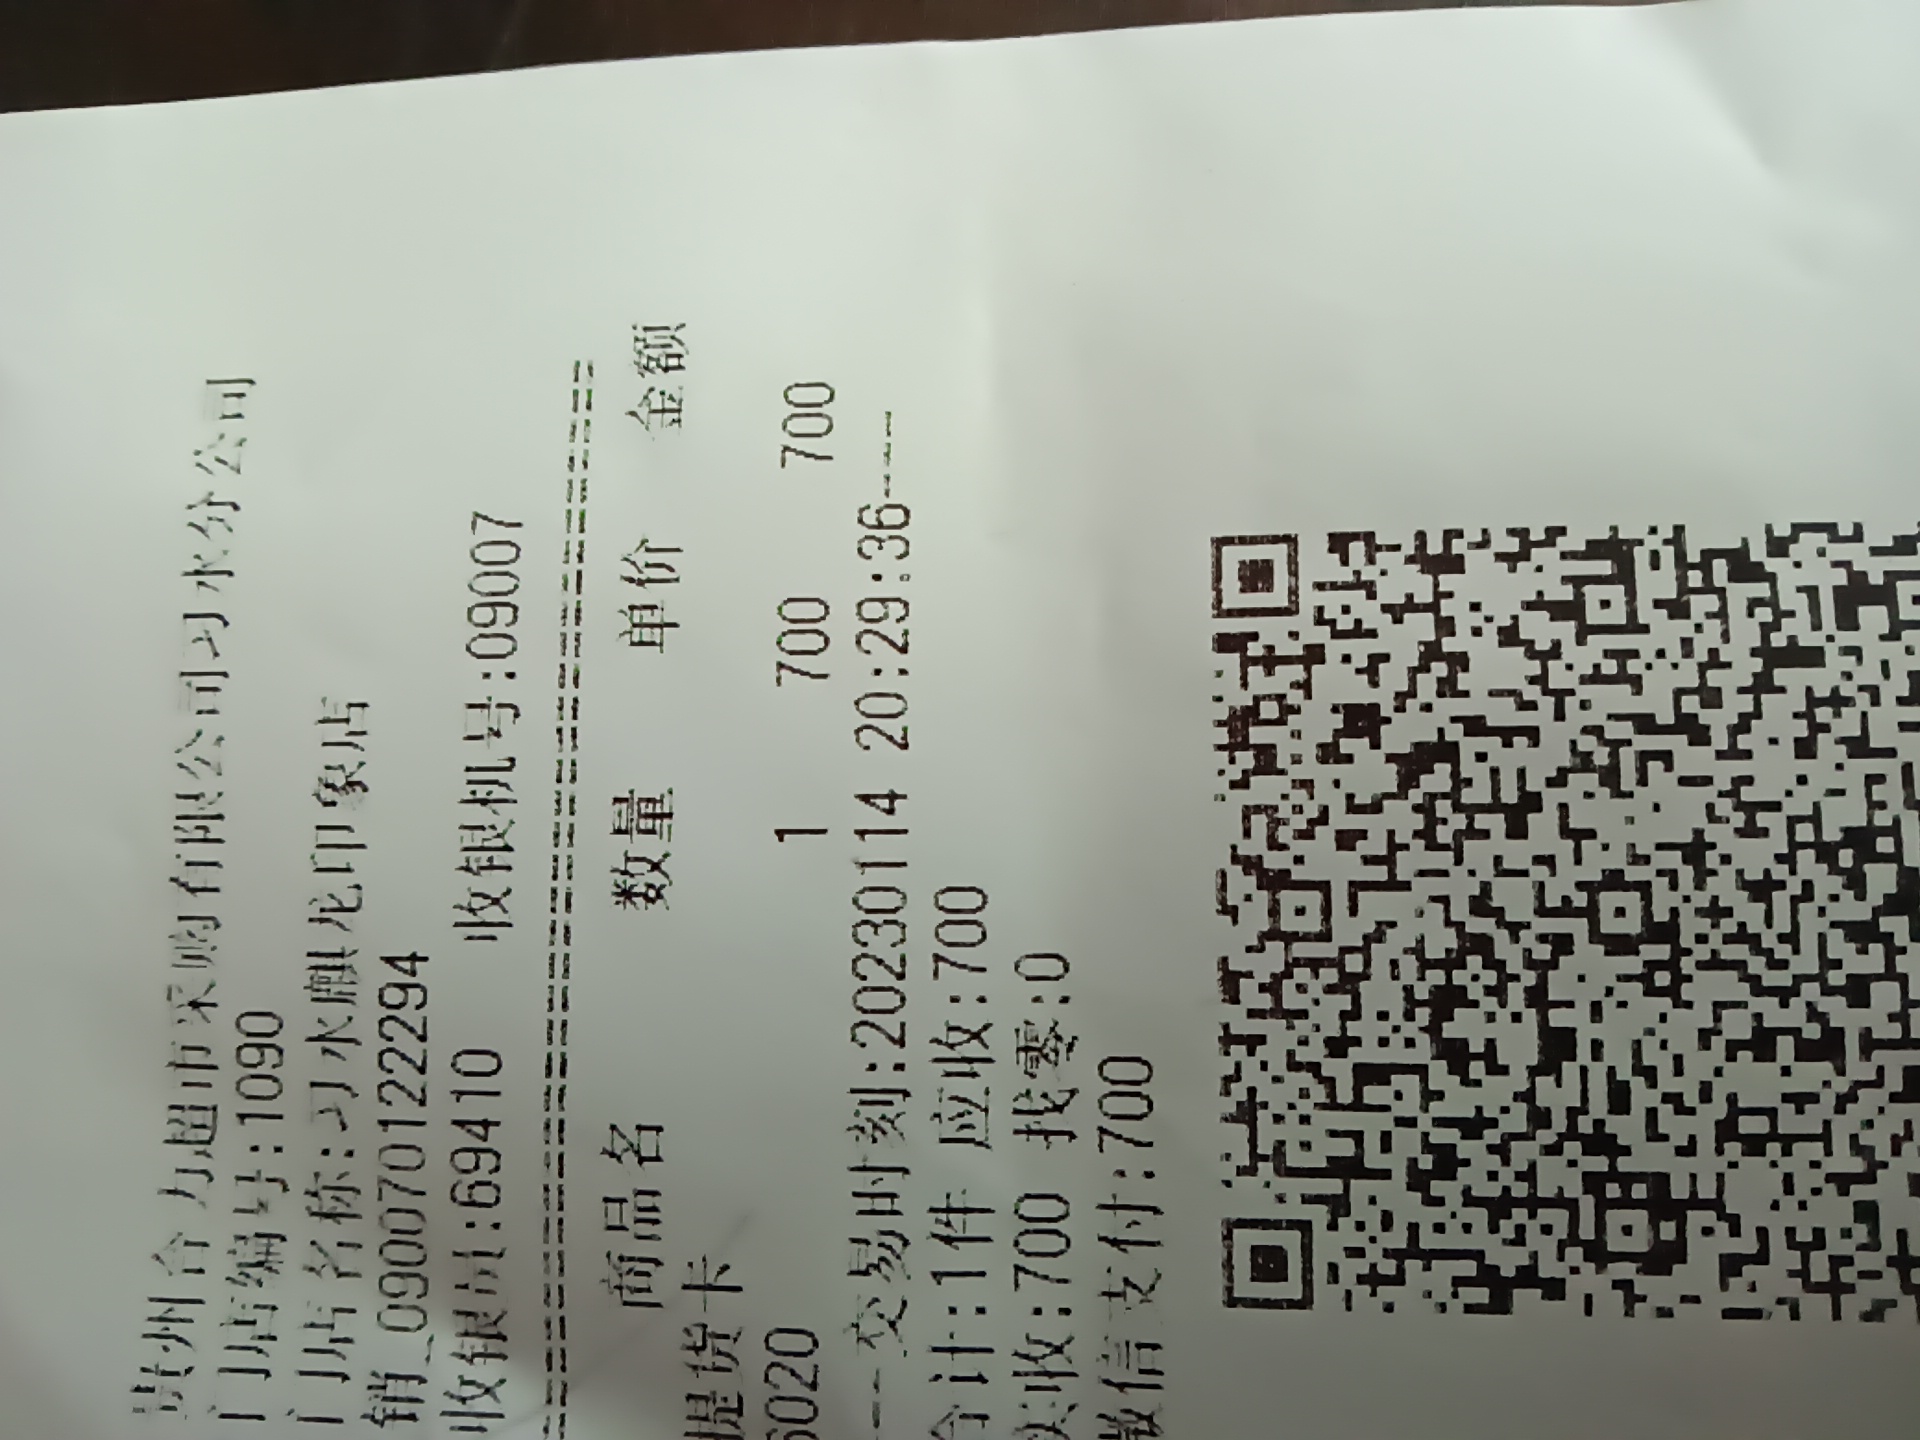 贵州合力超市采购有限公司习水分公司
门店编号:1090
门店名称:习水麒龙印象店
销_0900701222294
收银员:69410 收银机号:09007
================================
商品名 数量 单价 金额
提货卡
6020 1 700 700
---交易时刻:20230114 20:29:36----
合计:1件 应收:700
实收:700 找零:0
微信支付:700